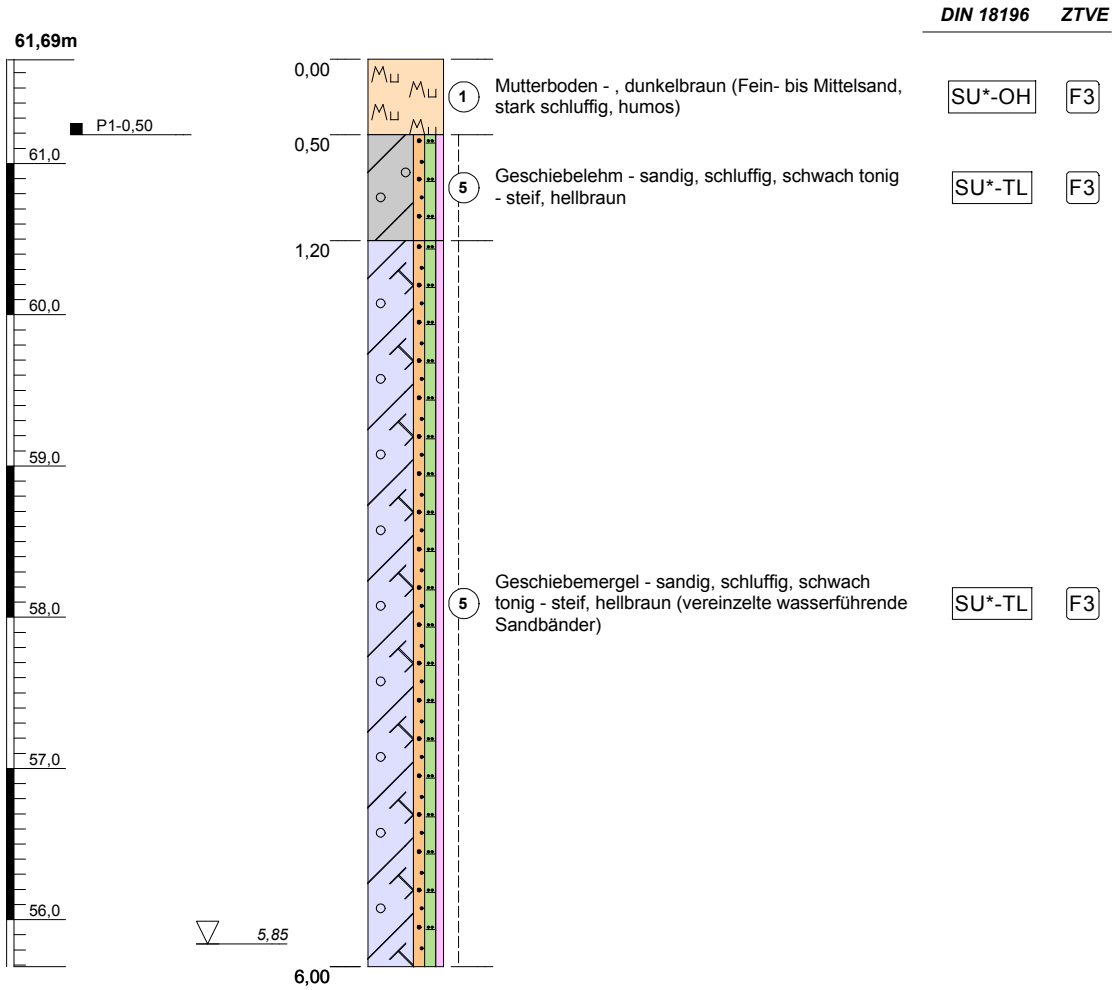 DIN 18196 ZTVE
61,69m
0,00
Mutterboden - , dunkelbraun (Fein- bis Mittelsand,
stark schluffig, humos)
1
SU*-OH
F3
P1-0,50
0,50
61,0
Geschiebelehm - sandig, schluffig, schwach tonig
- steif, hellbraun
5
SU*-TL
F3
1,20
60,0
59,0
Geschiebemergel - sandig, schluffig, schwach
tonig - steif, hellbraun (vereinzelte wasserführende
Sandbänder)
5
SU*-TL
F3
58,0
57,0
56,0
5,85
6,00